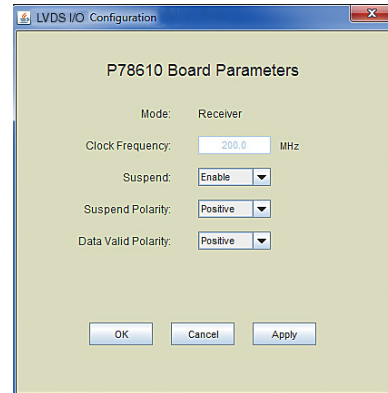 LVDS I/O Configuration
P78610 Board Parameters
Mode: Receiver
Clock Frequency: 200.0 MHz
Suspend: Enable
Suspend Polarity: Positive
Data Valid Polarity: Positive
OK Cancel Apply